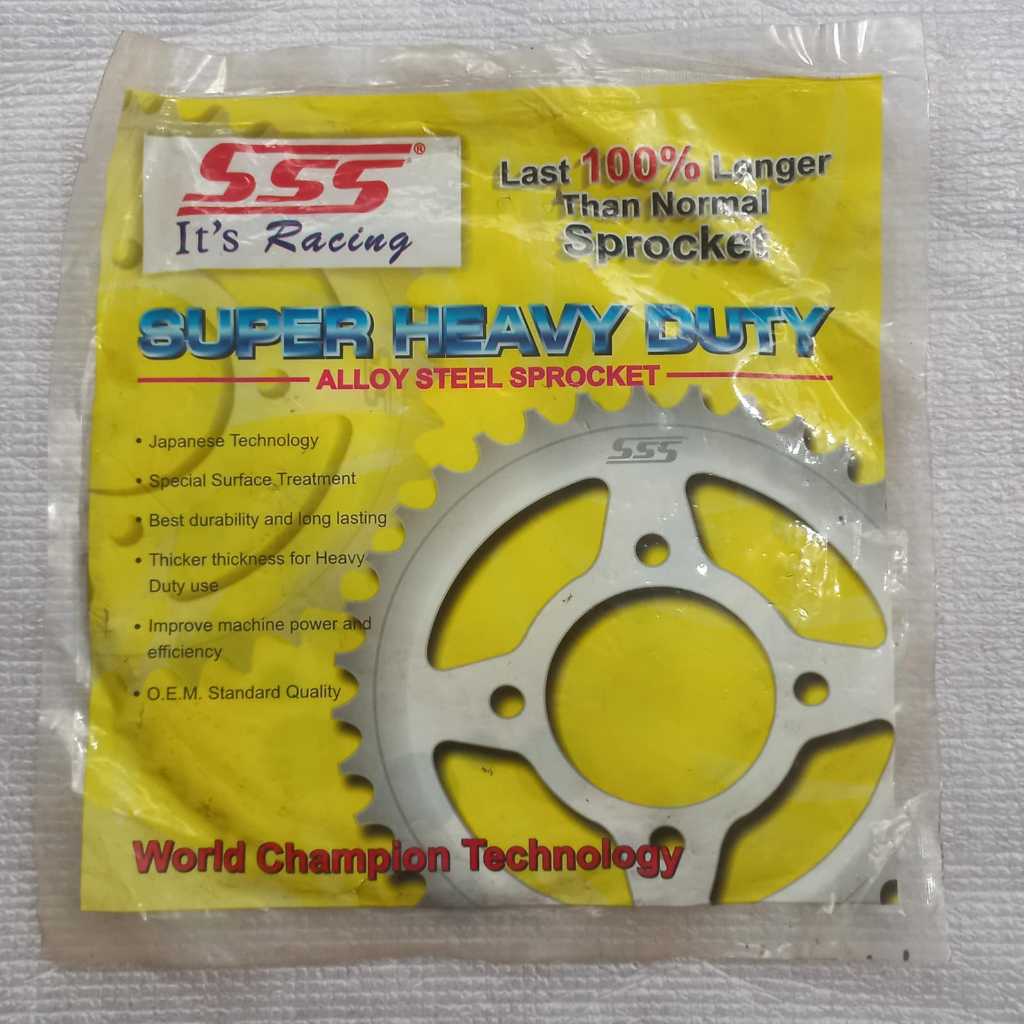 SSS®
It's Racing
Last 100% Longer
Than Normal
Sprocket
SUPER HEAVY DUTY
ALLOY STEEL SPROCKET
• Japanese Technology
• Special Surface Treatment
• Best durability and long lasting
• Thicker thickness for Heavy
Duty use
• Improve machine power and
efficiency
• O.E.M. Standard Quality
SSS
World Champion Technology